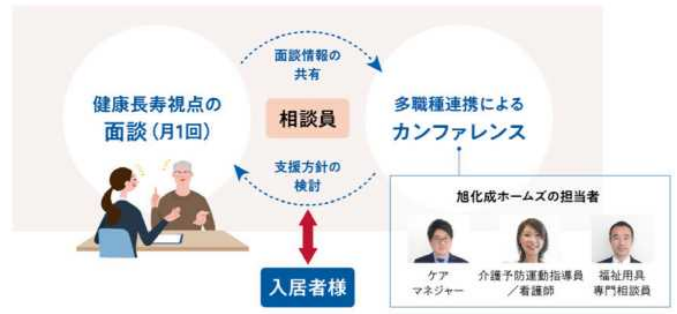 面談情報の
共有
健康長寿視点の
面談(月1回)
相談員
多職種連携による
カンファレンス
支援方針の
検討
入居者様
旭化成ホームズの担当者
ケア
マネジャー
介護予防運動指導員
/看護師
福祉用具
専門相談員